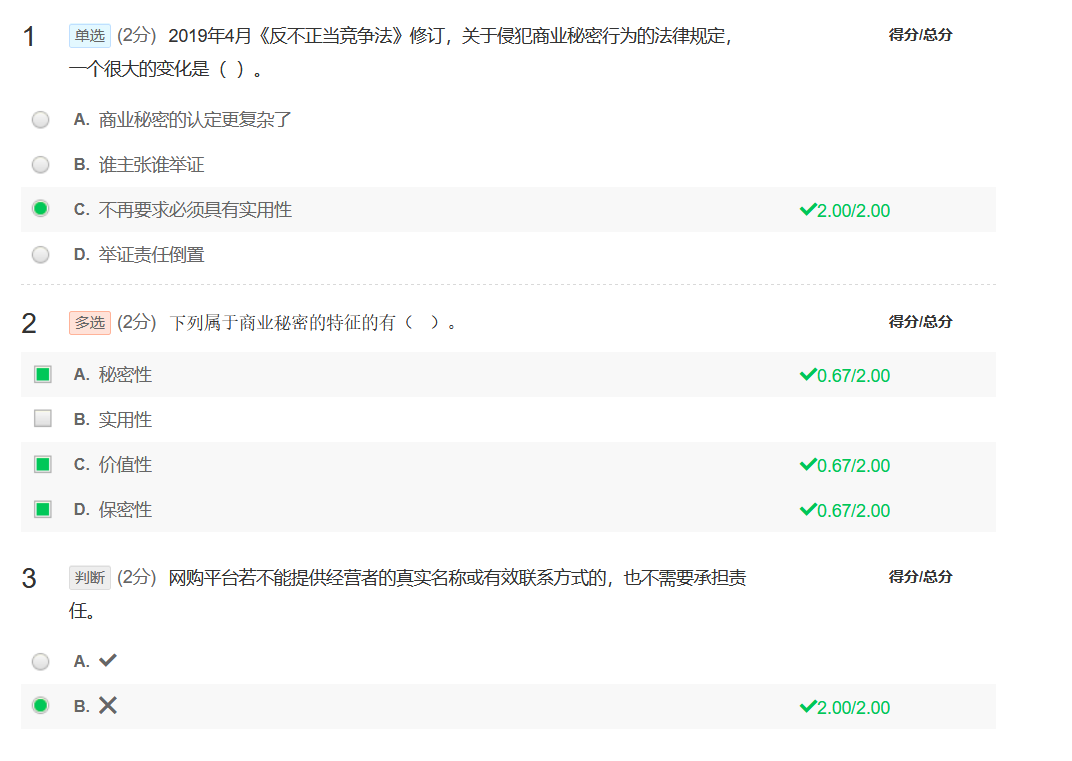 1 单选 (2分) 2019年4月《反不正当竞争法》修订，关于侵犯商业秘密行为的法律规定， 得分/总分
一个很大的变化是（ ）。
A. 商业秘密的认定更复杂了
B. 谁主张谁举证
C. 不再要求必须具有实用性 ✔2.00/2.00
D. 举证责任倒置
2 多选 (2分) 下列属于商业秘密的特征的有（ ）。 得分/总分
A. 秘密性 ✔0.67/2.00
B. 实用性
C. 价值性 ✔0.67/2.00
D. 保密性 ✔0.67/2.00
3 判断 (2分) 网购平台若不能提供经营者的真实名称或有效联系方式的，也不需要承担责 得分/总分
任。
A. ✔
B. ✕ ✔2.00/2.00